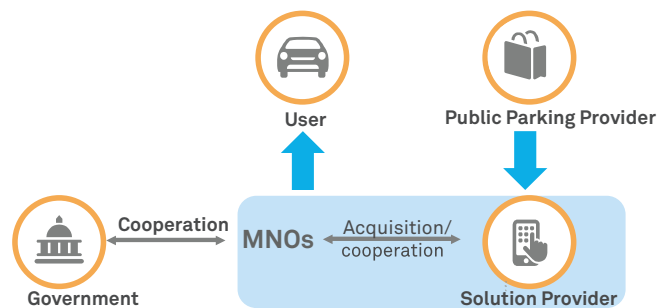 User
Public Parking Provider
Cooperation
MNOs
Acquisition/
cooperation
Government
Solution Provider